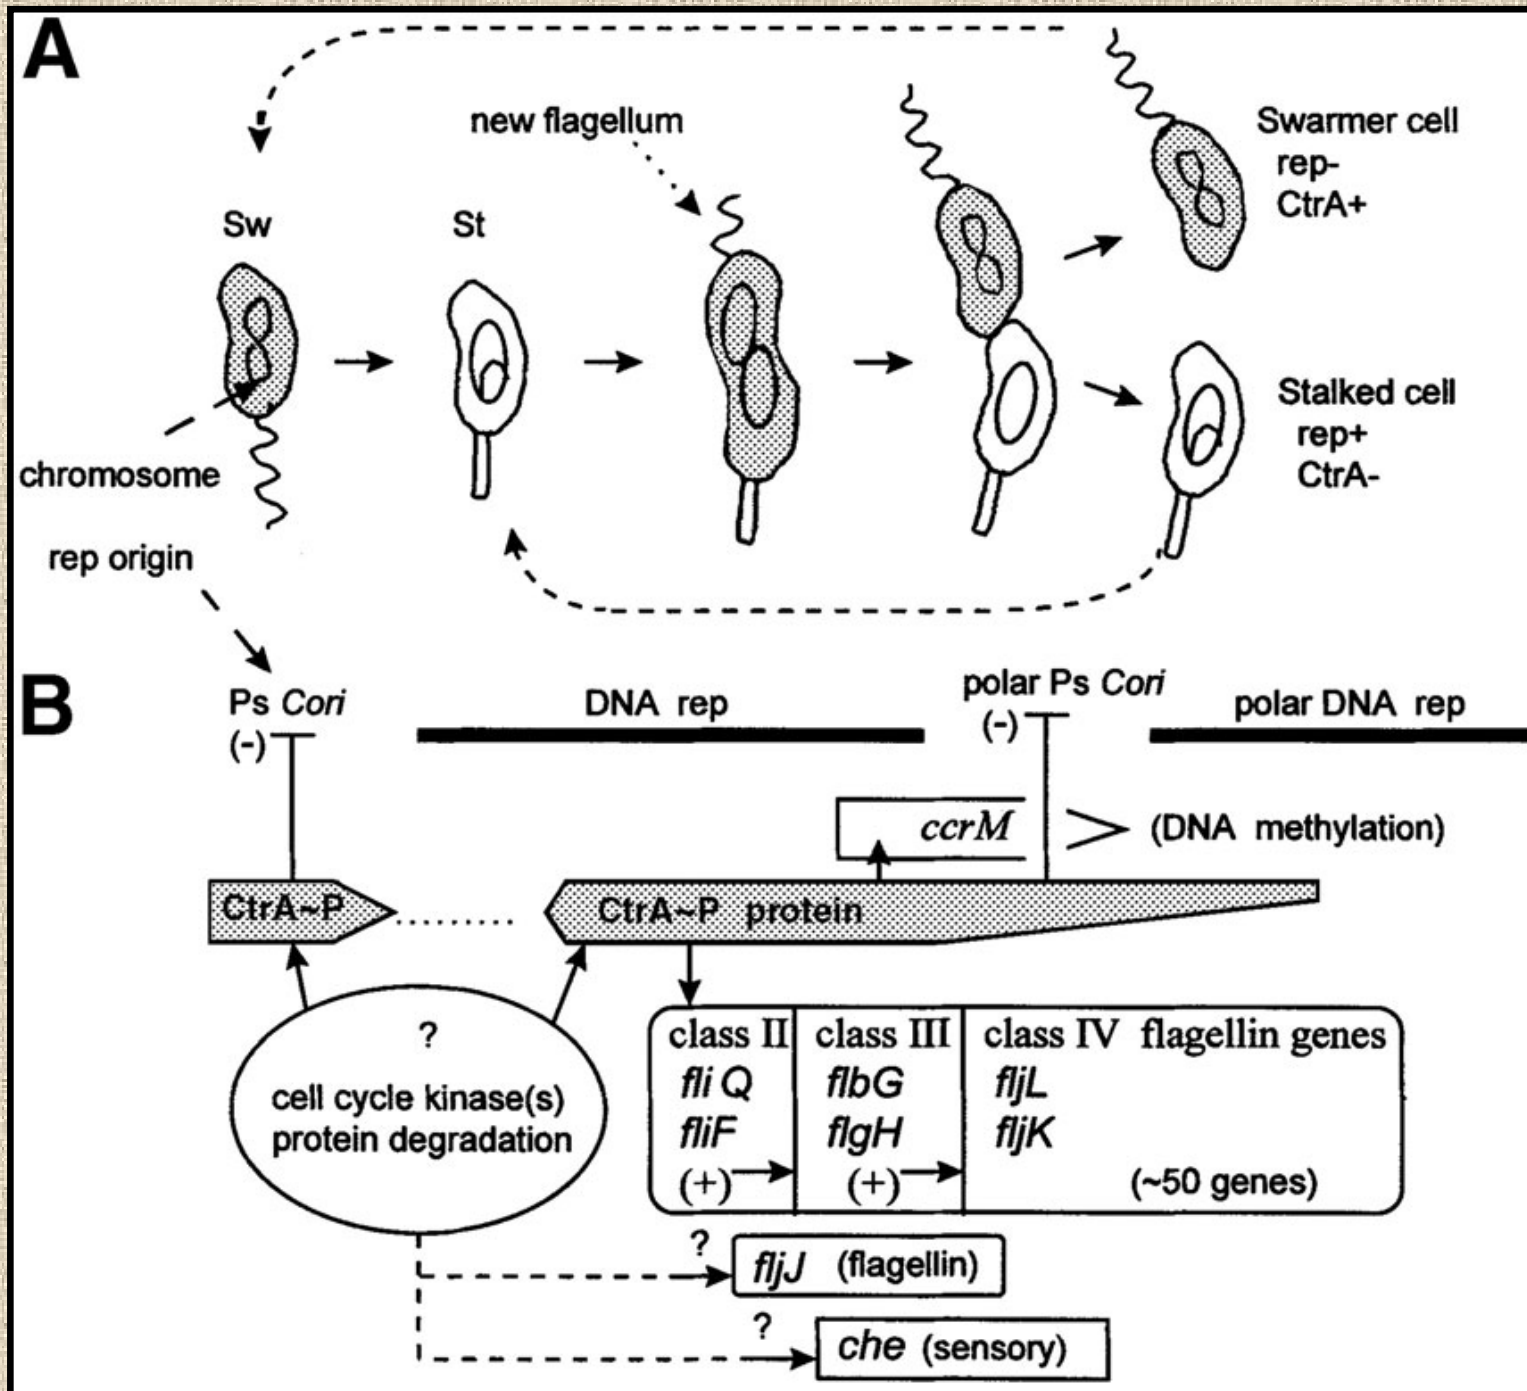 A
new flagellum
Swarmer cell
rep-
CtrA+
Sw
St
chromosome
Stalked cell
rep+
CtrA-
rep origin
B
Ps Cori
(-)
DNA rep
polar Ps Cori
(-)
polar DNA rep
ccrM
(DNA methylation)
CtrA~P
CtrA~P protein
?
cell cycle kinase(s)
protein degradation
class II
fli Q
fliF
(+)
class III
flbG
flgH
(+)
class IV flagellin genes
fljL
fljK
(~50 genes)
?
fljJ (flagellin)
?
che (sensory)